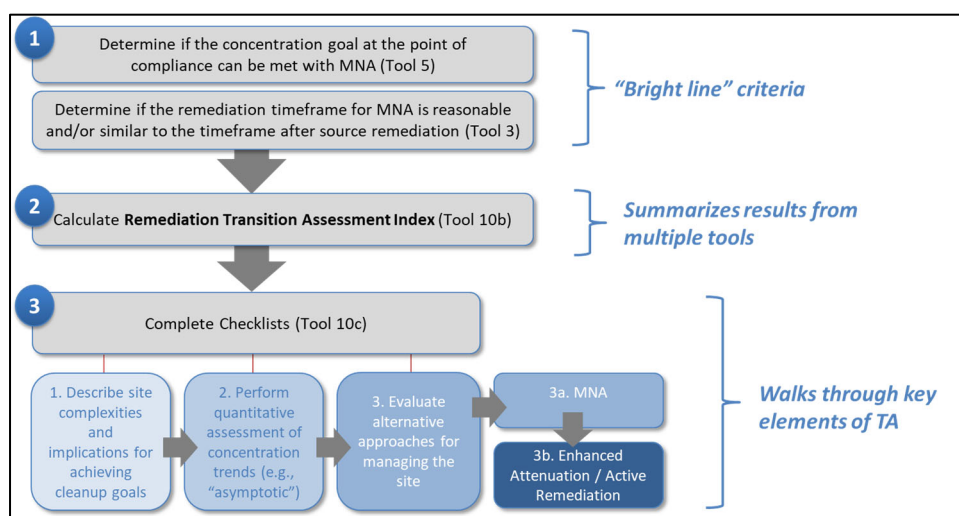 1
Determine if the concentration goal at the point of
compliance can be met with MNA (Tool 5)
Determine if the remediation timeframe for MNA is reasonable
and/or similar to the timeframe after source remediation (Tool 3)
“Bright line” criteria
2
Calculate Remediation Transition Assessment Index (Tool 10b)
Summarizes results from
multiple tools
3
Complete Checklists (Tool 10c)
1. Describe site
complexities
and
implications for
achieving
cleanup goals
2. Perform
quantitative
assessment of
concentration
trends (e.g.,
“asymptotic”)
3. Evaluate
alternative
approaches for
managing the
site
3a. MNA
3b. Enhanced
Attenuation / Active
Remediation
Walks through key
elements of TA